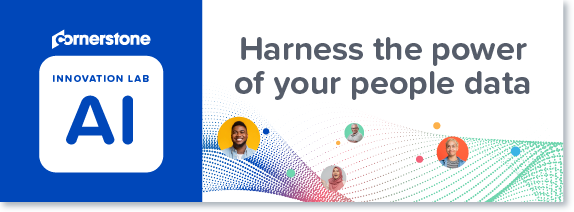 Cornerstone
INNOVATION LAB
AI
Harness the power
of your people data